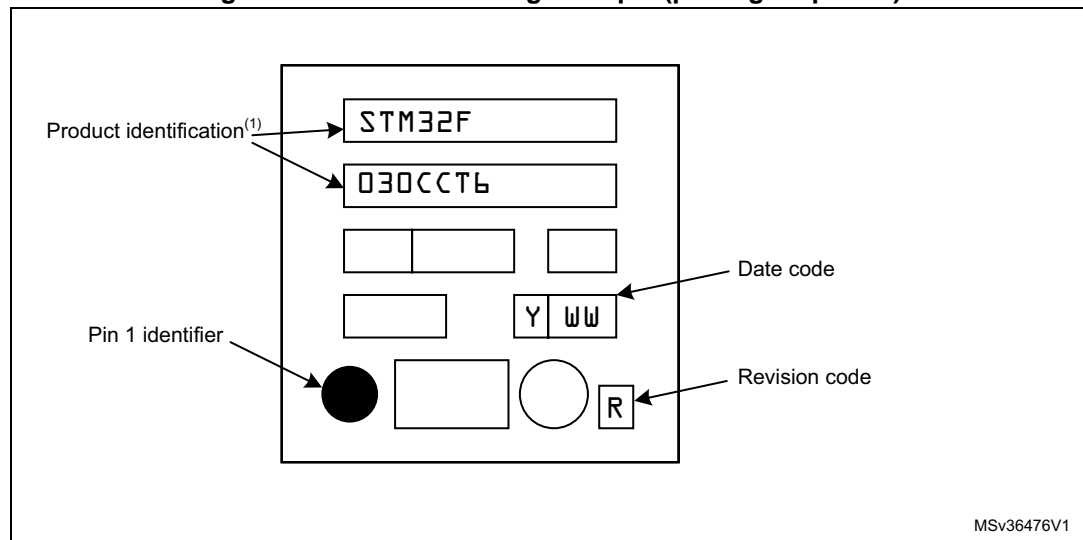 STM32F
Product identification(1)
030CCT6
Date code
Y WW
Pin 1 identifier
Revision code
R
MSv36476V1